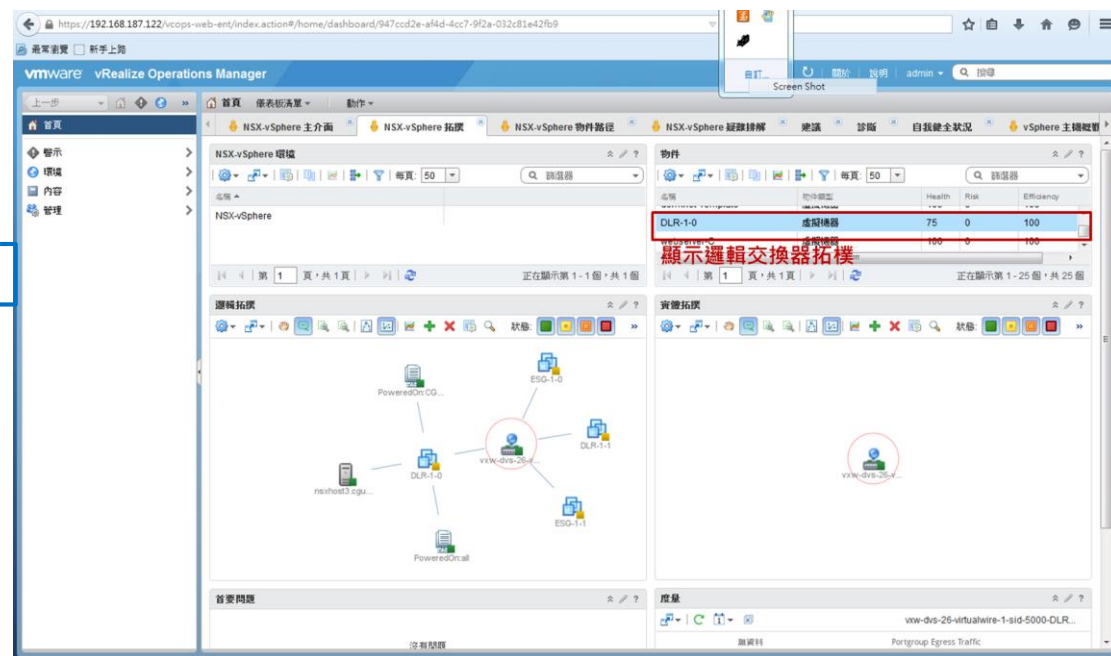 https://192.168.187.122/vcops-web-ent/index.action#/home/dashboard/947ccd2e-af4d-4cc7-9f2a-032c81e42fb9
最常瀏覽 新手上路
自訂...
Screen Shot
vmware vRealize Operations Manager
關於 說明 admin 搜尋
上一步
首頁 儀表板清單 動作
首頁
NSX-vSphere 主介面 NSX-vSphere 拓撲 NSX-vSphere 物件路徑 NSX-vSphere 疑難排解 建議 診斷 自我健全狀況
警示
環境
內容
管理
NSX-vSphere 環境
每頁: 50 篩選器
名稱
NSX-vSphere
第 1 頁,共 1 頁 正在顯示第 1 - 1 個,共 1 個
物件
每頁: 50 篩選器
名稱 物件類型 Health Risk Efficiency
DLR-1-0 虛擬機器 75 0 100
虛擬機器 100 0 100
顯示邏輯交換器拓樸
第 1 頁,共 1 頁 正在顯示第 1 - 25 個,共 25 個
邏輯拓撲
狀態:
PoweredOn:CG...
ESG-1-0
DLR-1-1
vxw-dvs-26-v...
DLR-1-0
nsxhost3.cgu...
ESG-1-1
PoweredOn:all
實體拓撲
狀態:
vxw-dvs-26-v...
首要問題
沒有問題
度量
vxw-dvs-26-virtualwire-1-sid-5000-DLR...
無資料 Portgroup Egress Traffic